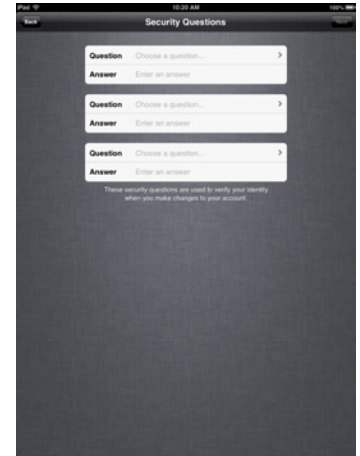 iPad 10:20 AM 100%
Back Security Questions Next
Question Choose a question...
Answer Enter an answer
Question Choose a question...
Answer Enter an answer
Question Choose a question...
Answer Enter an answer
These security questions are used to verify your identity
when you make changes to your account.